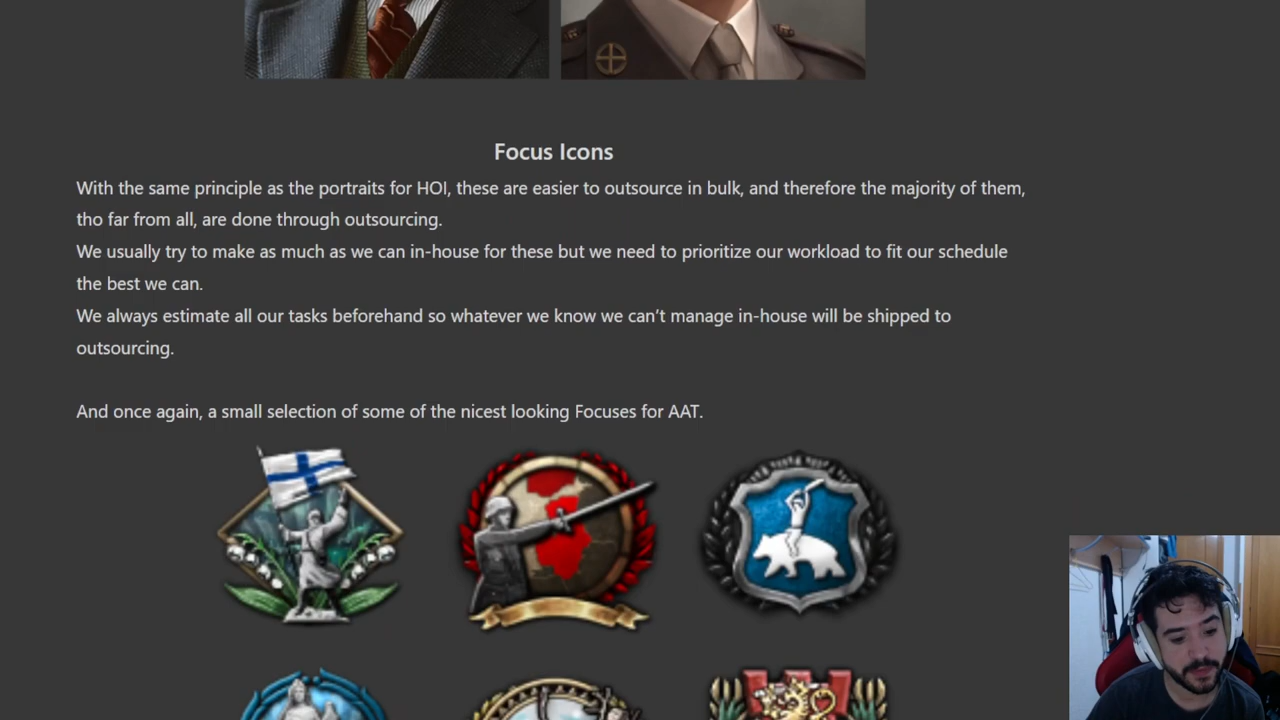 Focus Icons
With the same principle as the portraits for HOI, these are easier to outsource in bulk, and therefore the majority of them,
tho far from all, are done through outsourcing.
We usually try to make as much as we can in-house for these but we need to prioritize our workload to fit our schedule
the best we can.
We always estimate all our tasks beforehand so whatever we know we can’t manage in-house will be shipped to
outsourcing.
And once again, a small selection of some of the nicest looking Focuses for AAT.